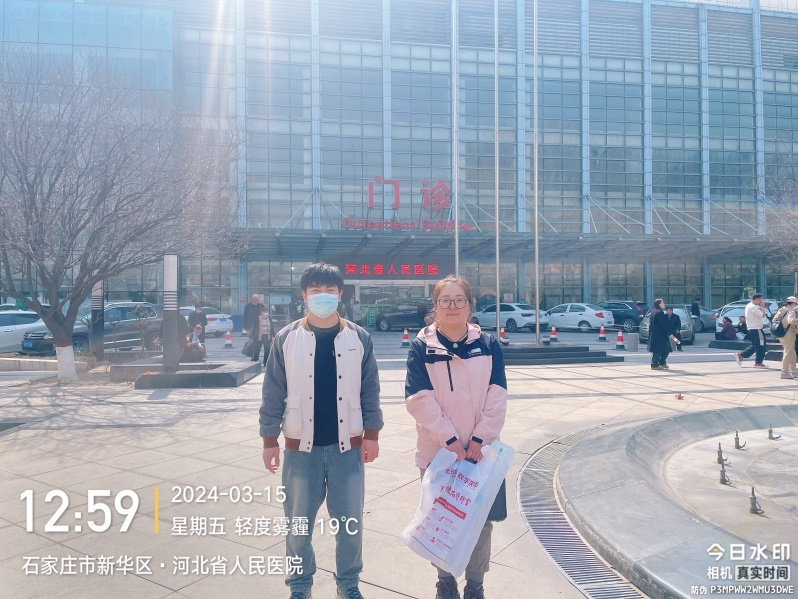 门诊
Outpatient Building
河北省人民医院
12:59
2024-03-15
星期五 轻度雾霾 19℃
石家庄市新华区·河北省人民医院
今日水印
相机 真实时间
防伪 P3MPWW2WMU3DWE